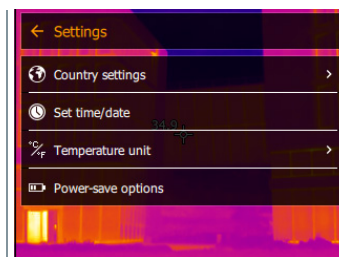 Settings
Country settings
Set time/date
34.9
°C/°F Temperature unit
Power-save options